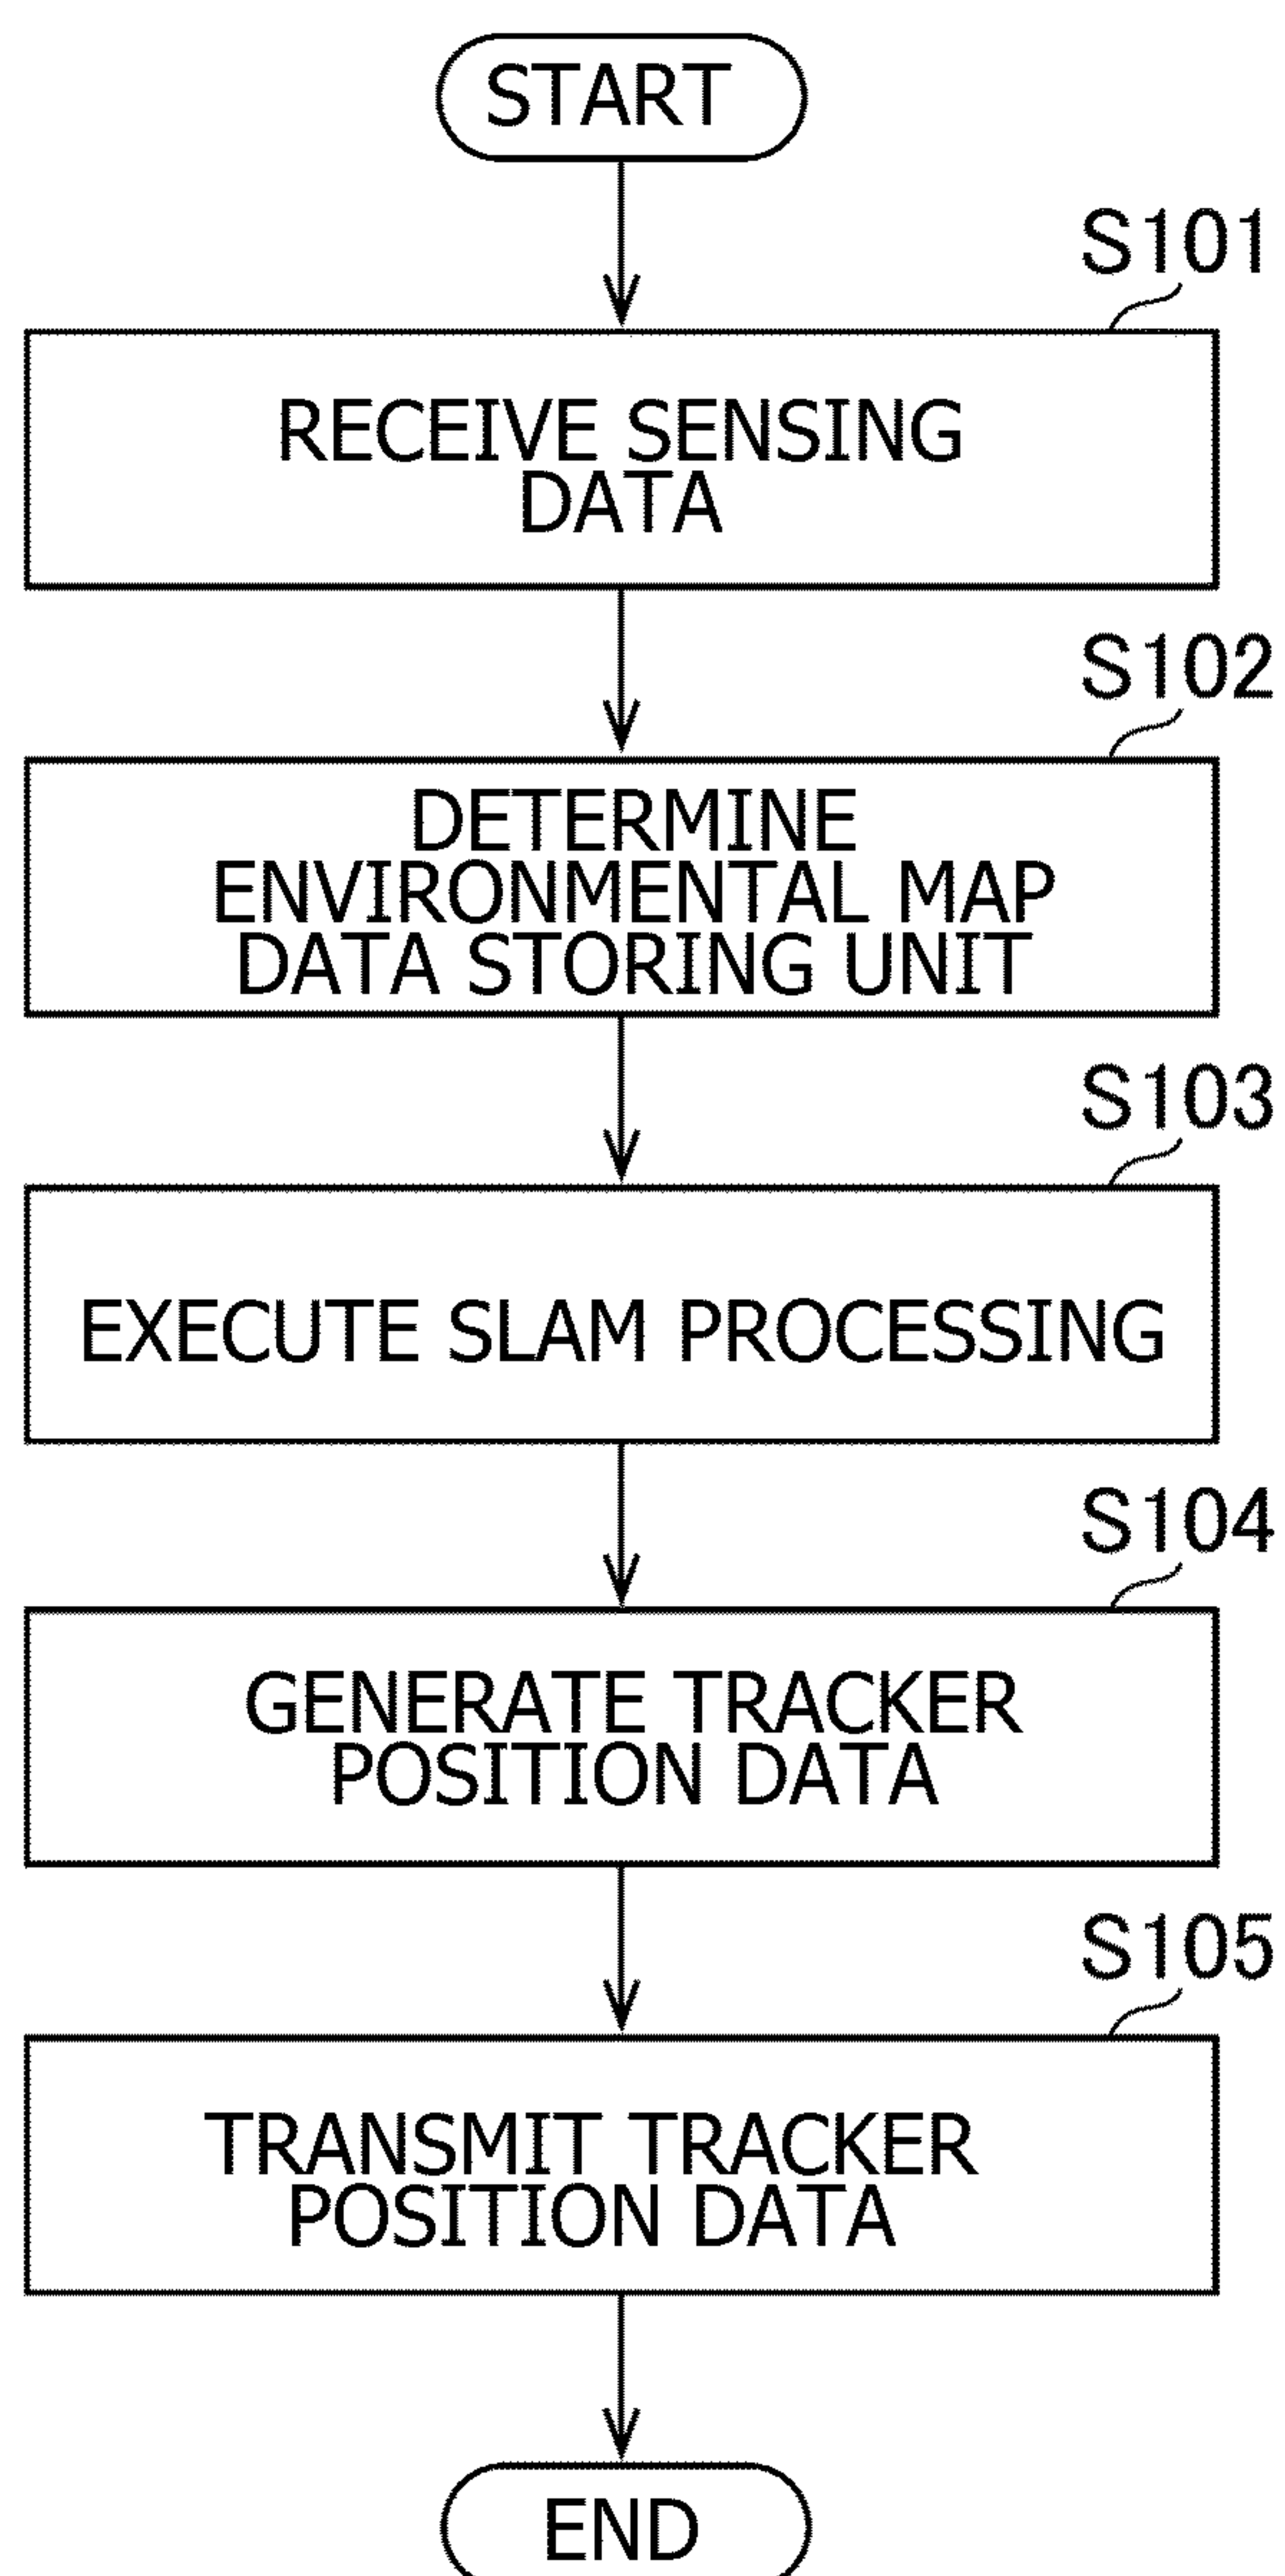 START
S101
RECEIVE SENSING
DATA
S102
DETERMINE
ENVIRONMENTAL MAP
DATA STORING UNIT
S103
EXECUTE SLAM PROCESSING
S104
GENERATE TRACKER
POSITION DATA
S105
TRANSMIT TRACKER
POSITION DATA
END